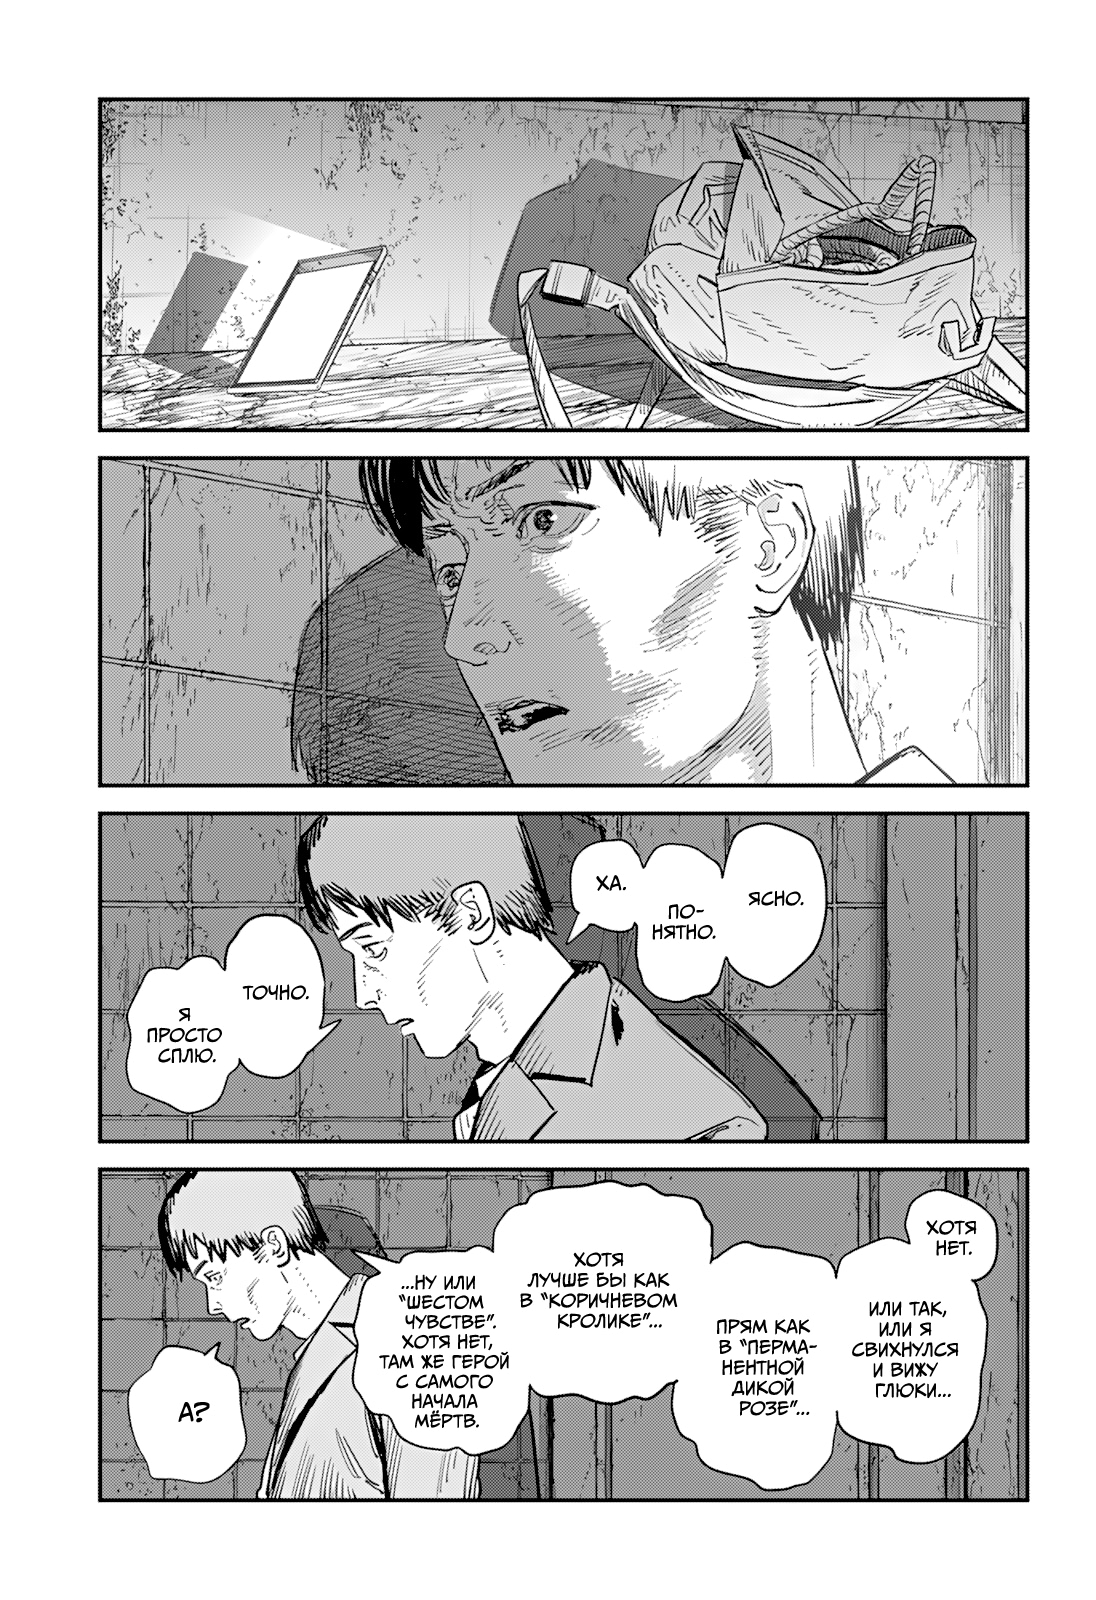 ЯСНО.
ПО-
НЯТНО.
ХА.
ТОЧНО.
Я
ПРОСТО
СПЛЮ.
ХОТЯ
НЕТ.
ИЛИ ТАК,
ИЛИ Я
СВИХНУЛСЯ
И ВИЖУ
ГЛЮКИ...
ПРЯМ КАК
В "ПЕРМА-
НЕНТНОЙ
ДИКОЙ
РОЗЕ"...
ХОТЯ
ЛУЧШЕ БЫ КАК
В "КОРИЧНЕВОМ
КРОЛИКЕ"...
...НУ ИЛИ
"ШЕСТОМ
ЧУВСТВЕ".
ХОТЯ НЕТ,
ТАМ ЖЕ ГЕРОЙ
С САМОГО
НАЧАЛА
МЁРТВ.
А?